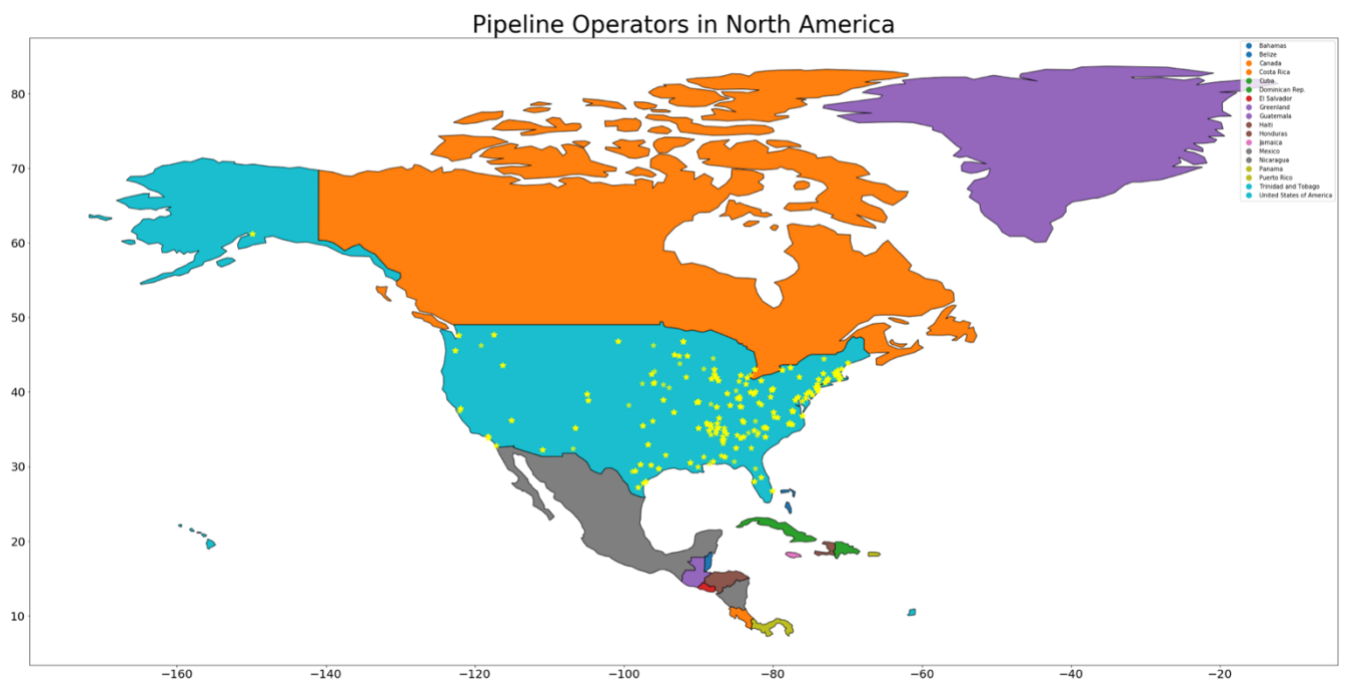 Pipeline Operators in North America
Bahamas
Belize
Canada
Costa Rica
Cuba
Dominican Rep.
El Salvador
Greenland
Guatemala
Haiti
Honduras
Jamaica
Mexico
Nicaragua
Panama
Puerto Rico
Trinidad and Tobago
United States of America
80
70
60
50
40
30
20
10
−160
−140
−120
−100
−80
−60
−40
−20